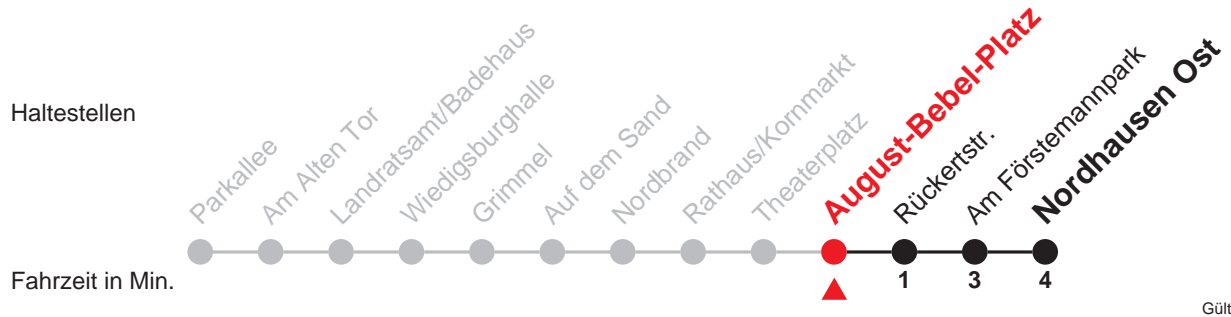 Haltestellen
Parkallee
Am Alten Tor
Landratsamt/Badehaus
Wiedigsburghalle
Grimmel
Auf dem Sand
Nordbrand
Rathaus/Kornmarkt
Theaterplatz
August-Bebel-Platz
Rückertstr.
Am Förstemannpark
Nordhausen Ost
Fahrzeit in Min.
1
3
4
Gült